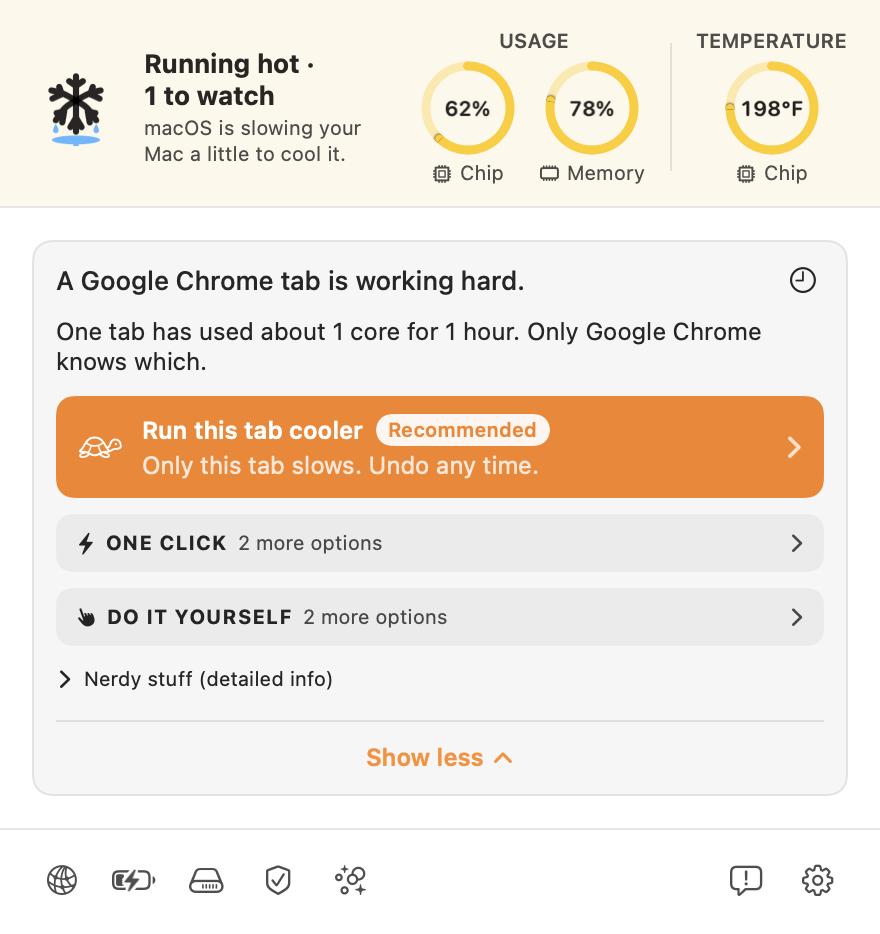 Running hot ·
1 to watch
macOS is slowing your
Mac a little to cool it.
USAGE
62%
78%
Chip
Memory
TEMPERATURE
198°F
Chip
A Google Chrome tab is working hard.
One tab has used about 1 core for 1 hour. Only Google Chrome
knows which.
Run this tab cooler Recommended
Only this tab slows. Undo any time.
ONE CLICK 2 more options
DO IT YOURSELF 2 more options
Nerdy stuff (detailed info)
Show less